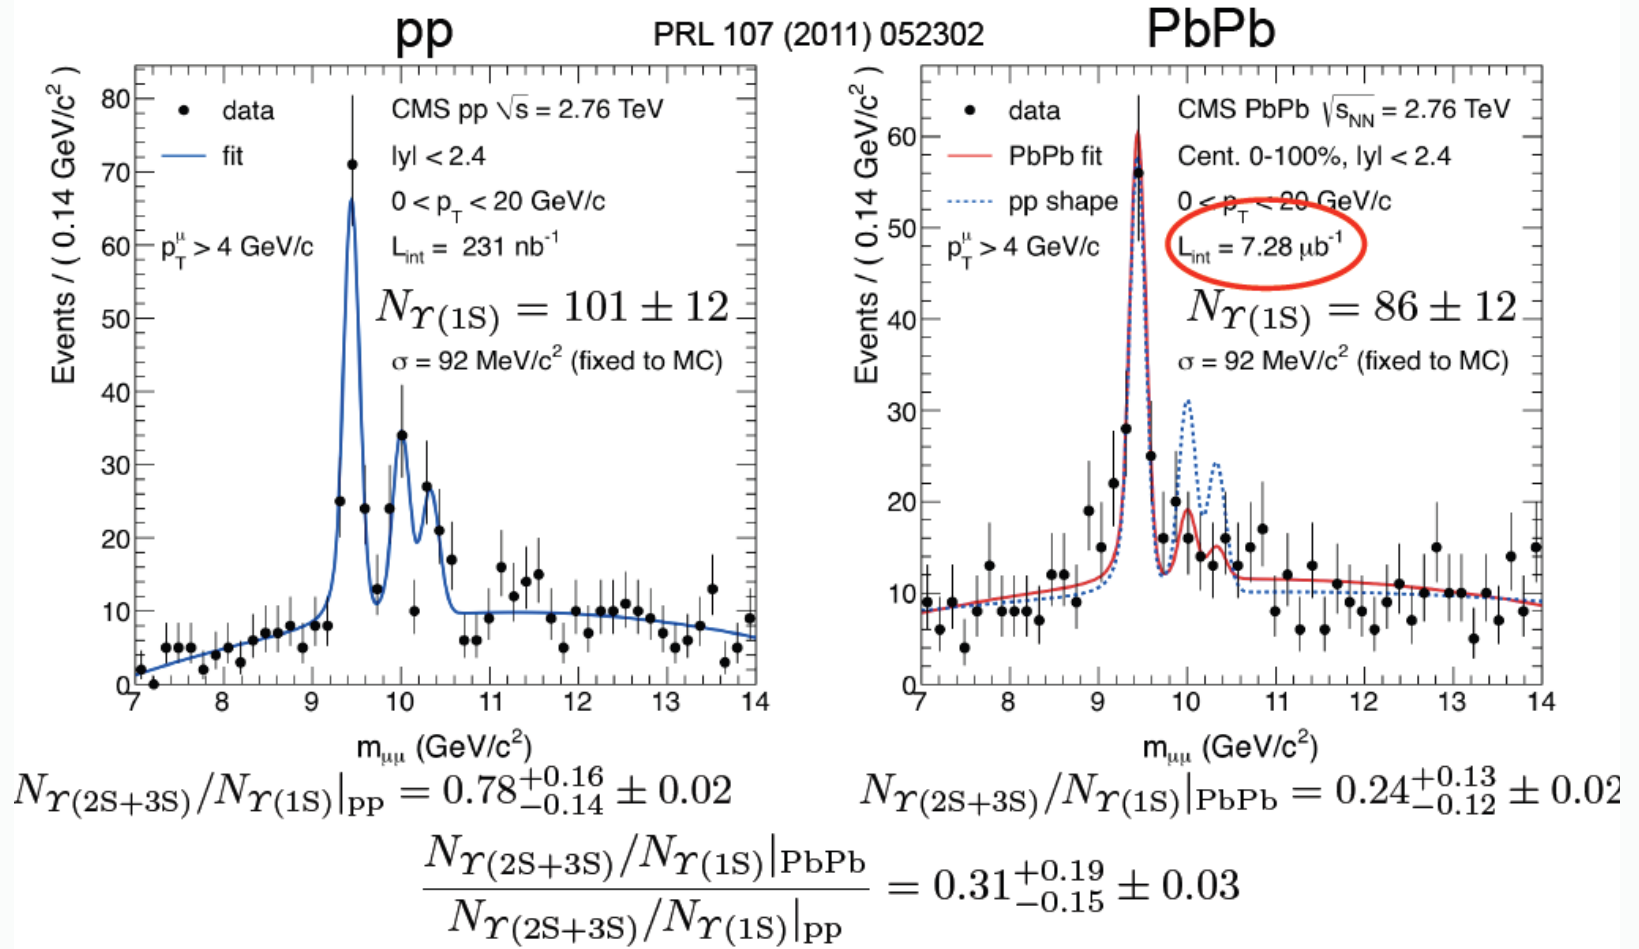 pp PRL 107 (2011) 052302 PbPb
Events / ( 0.14 GeV/c² )
80
70
60
50
40
30
20
10
0
data
fit
p_T^μ > 4 GeV/c
CMS pp √s = 2.76 TeV
|y| < 2.4
0 < p_T < 20 GeV/c
L_int = 231 nb⁻¹
N_ϒ(1S) = 101 ± 12
σ = 92 MeV/c² (fixed to MC)
7 8 9 10 11 12 13 14
m_μμ (GeV/c²)
Events / ( 0.14 GeV/c² )
60
50
40
30
20
10
0
data
PbPb fit
pp shape
p_T^μ > 4 GeV/c
CMS PbPb √s_NN = 2.76 TeV
Cent. 0-100%, |y| < 2.4
0 < p_T < 20 GeV/c
L_int = 7.28 μb⁻¹
N_ϒ(1S) = 86 ± 12
σ = 92 MeV/c² (fixed to MC)
7 8 9 10 11 12 13 14
m_μμ (GeV/c²)
N_ϒ(2S+3S)/N_ϒ(1S)|_pp = 0.78^{+0.16}_{−0.14} ± 0.02
N_ϒ(2S+3S)/N_ϒ(1S)|_PbPb = 0.24^{+0.13}_{−0.12} ± 0.02
N_ϒ(2S+3S)/N_ϒ(1S)|_PbPb
N_ϒ(2S+3S)/N_ϒ(1S)|_pp
= 0.31^{+0.19}_{−0.15} ± 0.03